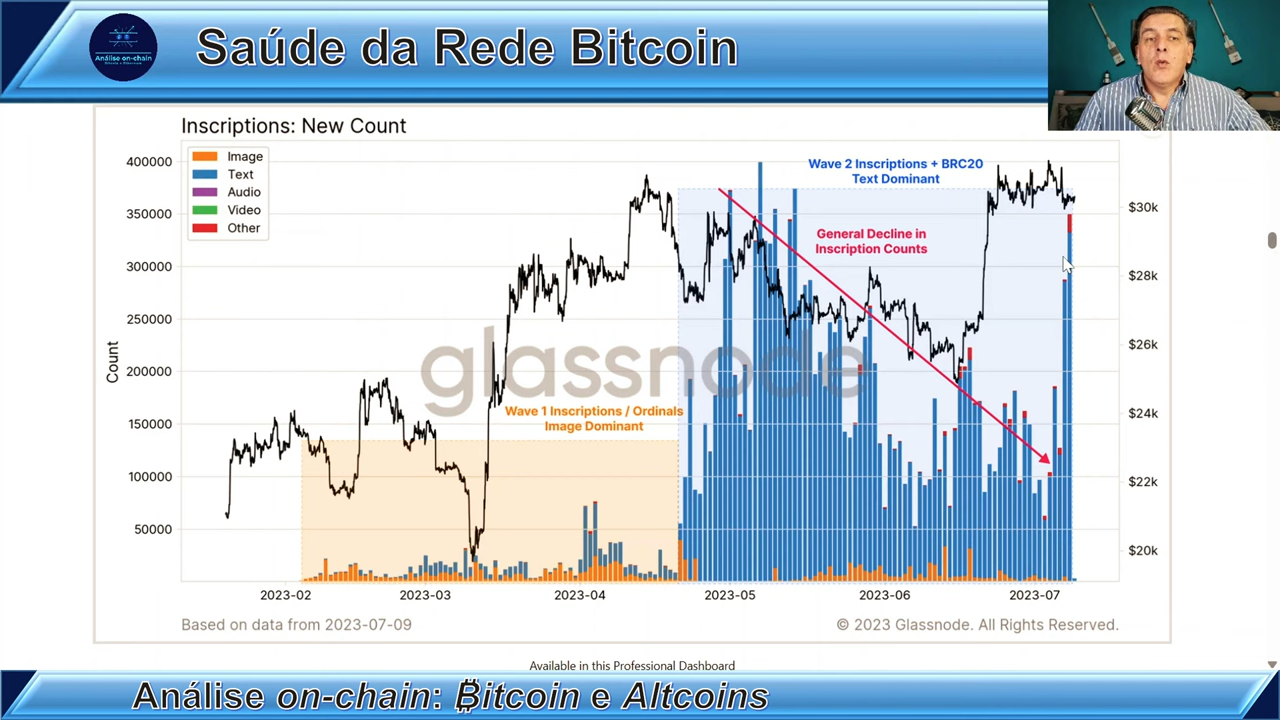 Análise on-chain
Saúde da Rede Bitcoin
Inscriptions: New Count
Image
Text
Audio
Video
Other
Wave 2 Inscriptions + BRC20
Text Dominant
General Decline in
Inscription Counts
Wave 1 Inscriptions / Ordinals
Image Dominant
glassnode
Count
400000
350000
300000
250000
200000
150000
100000
50000
$30k
$28k
$26k
$24k
$22k
$20k
2023-02
2023-03
2023-04
2023-05
2023-06
2023-07
Based on data from 2023-07-09
© 2023 Glassnode. All Rights Reserved.
Available in this Professional Dashboard
Análise on-chain: ₿itcoin e Altcoins